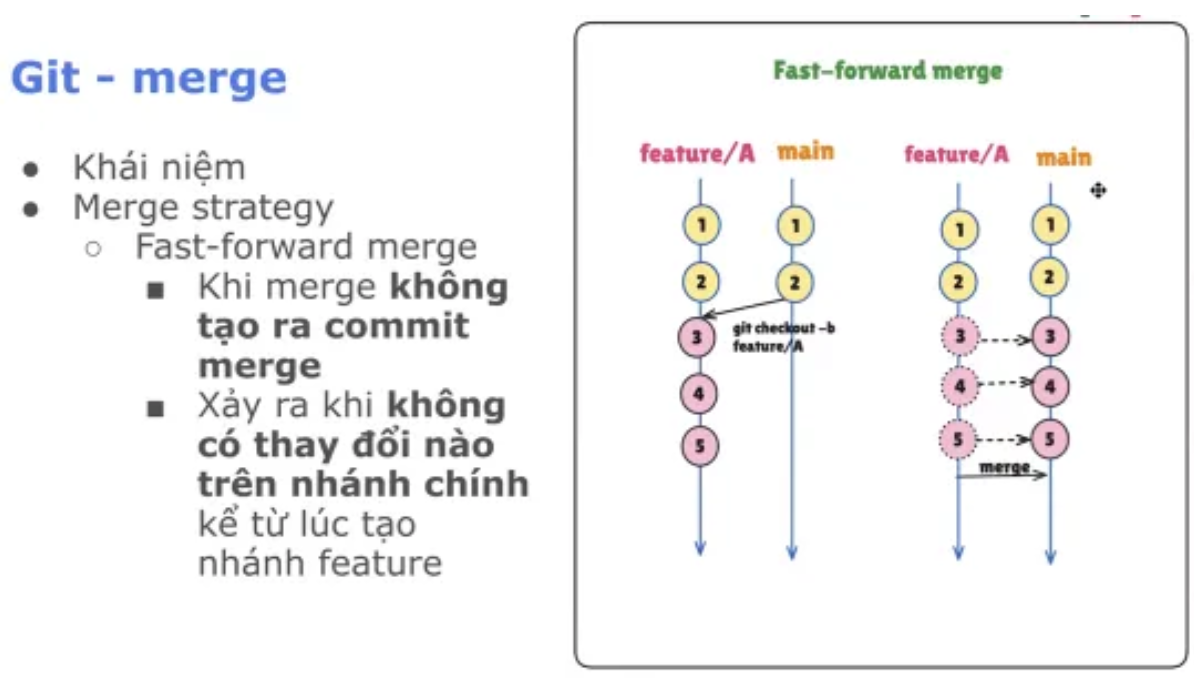 Git - merge
● Khái niệm
● Merge strategy
○ Fast-forward merge
■ Khi merge không
tạo ra commit
merge
■ Xảy ra khi không
có thay đổi nào
trên nhánh chính
kể từ lúc tạo
nhánh feature
Fast-forward merge
feature/A main
1 1
2 2
git checkout -b
feature/A
3
4
5
feature/A main
1 1
2 2
3 3
4 4
5 5
merge